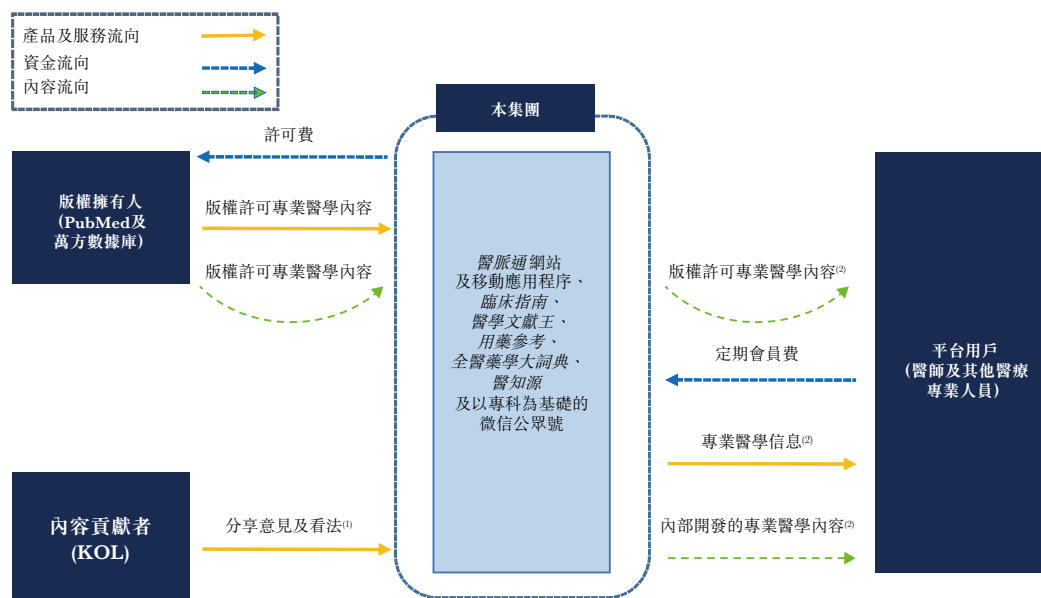 產品及服務流向
資金流向
內容流向
本集團
許可費
版權擁有人
(PubMed及
萬方數據庫)
版權許可專業醫學內容
版權許可專業醫學內容
醫脈通網站
及移動應用程序、
臨床指南、
醫學文獻王、
用藥參考、
全醫藥學大詞典、
醫知源
及以專科為基礎的
微信公眾號
版權許可專業醫學內容(2)
定期會員費
平台用戶
(醫師及其他醫療
專業人員)
專業醫學信息(2)
內容貢獻者
(KOL)
分享意見及看法(1)
內部開發的專業醫學內容(2)